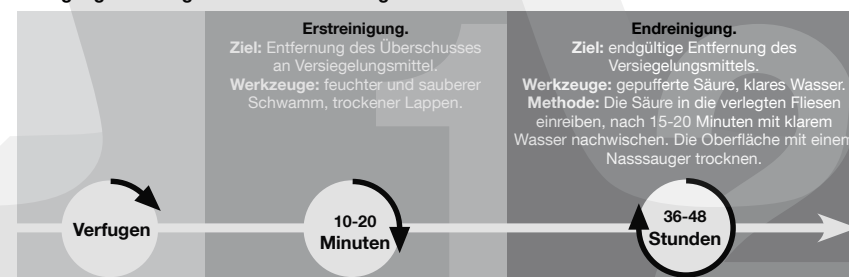 Erstreinigung.
Ziel: Entfernung des Überschusses
an Versiegelungsmittel.
Werkzeuge: feuchter und sauberer
Schwamm, trockener Lappen.
Endreinigung.
Ziel: endgültige Entfernung des
Versiegelungsmittels.
Werkzeuge: gepufferte Säure, klares Wasser.
Methode: Die Säure in die verlegten Fliesen
einreiben, nach 15-20 Minuten mit klarem
Wasser nachwischen. Die Oberfläche mit einem
Nasssauger trocknen.
1
2
Verfugen
10-20
Minuten
36-48
Stunden